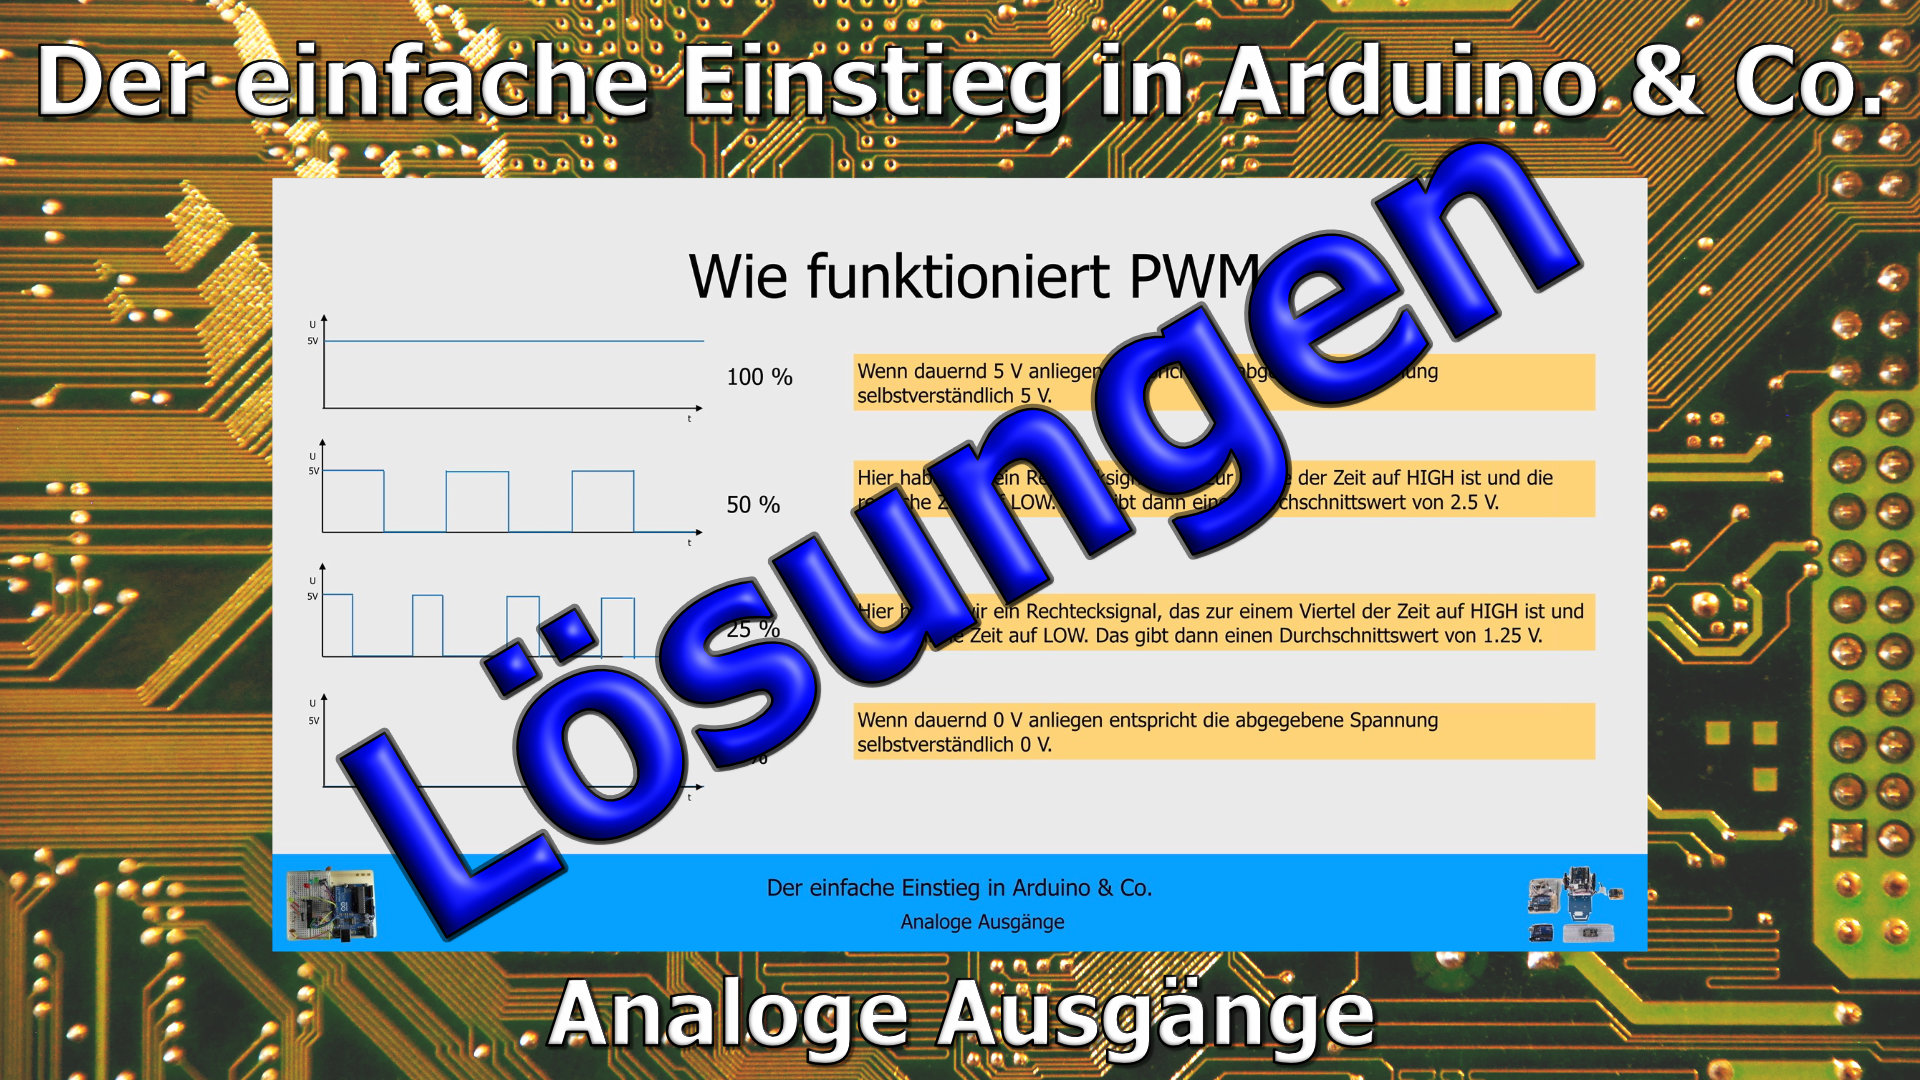 Der einfache Einstieg in Arduino & Co.
Wie funktioniert PWM
U
5V
t
100 %
Wenn dauernd 5 V anliegen
selbstverständlich 5 V.
U
5V
t
50 %
Hier ein der Zeit auf HIGH ist und die
LOW. dann 2.5 V.
U
5V
25 %
Hier ein Rechtecksignal, das zur einem Viertel der Zeit auf HIGH ist und
Zeit auf LOW. Das gibt dann einen Durchschnittswert von 1.25 V.
U
5V
t
%
Wenn dauernd 0 V anliegen entspricht die abgegebene Spannung
selbstverständlich 0 V.
Lösungen
Der einfache Einstieg in Arduino & Co.
Analoge Ausgänge
Analoge Ausgänge